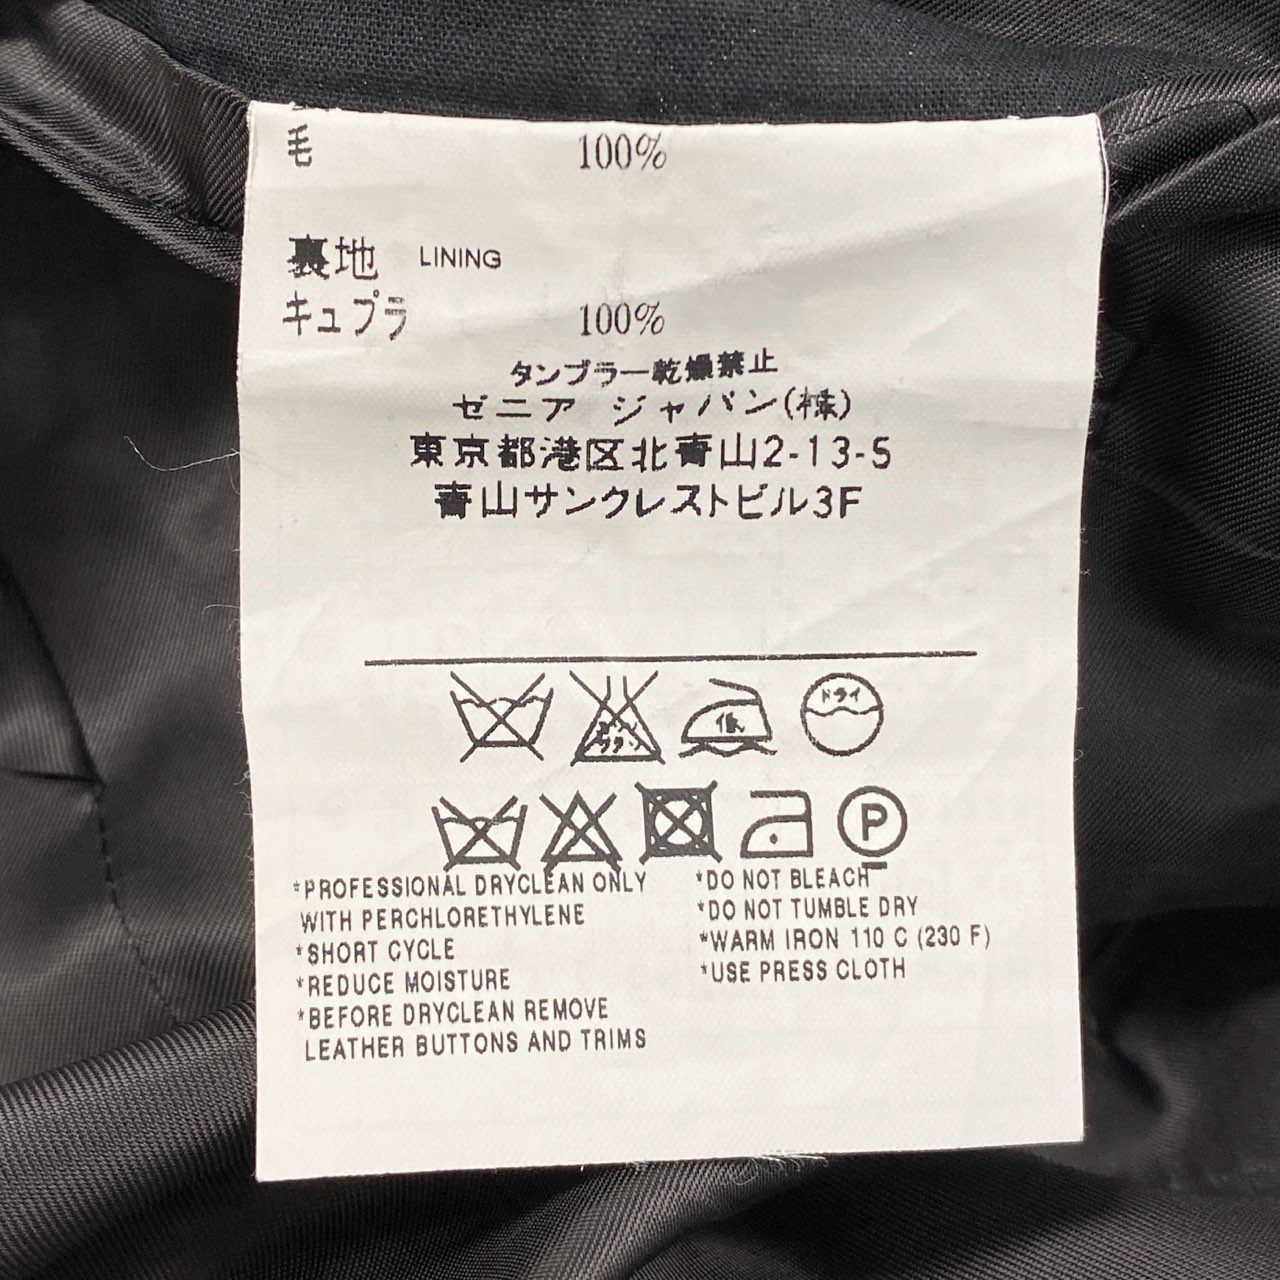 毛 100%
裏地 LINING
キュプラ 100%
タンブラー乾燥禁止
ゼニア ジャパン(株)
東京都港区北青山2-13-5
青山サンクレストビル3F
低
ドライ
P
*PROFESSIONAL DRYCLEAN ONLY
WITH PERCHLORETHYLENE
*SHORT CYCLE
*REDUCE MOISTURE
*BEFORE DRYCLEAN REMOVE
LEATHER BUTTONS AND TRIMS
*DO NOT BLEACH
*DO NOT TUMBLE DRY
*WARM IRON 110 C (230 F)
*USE PRESS CLOTH